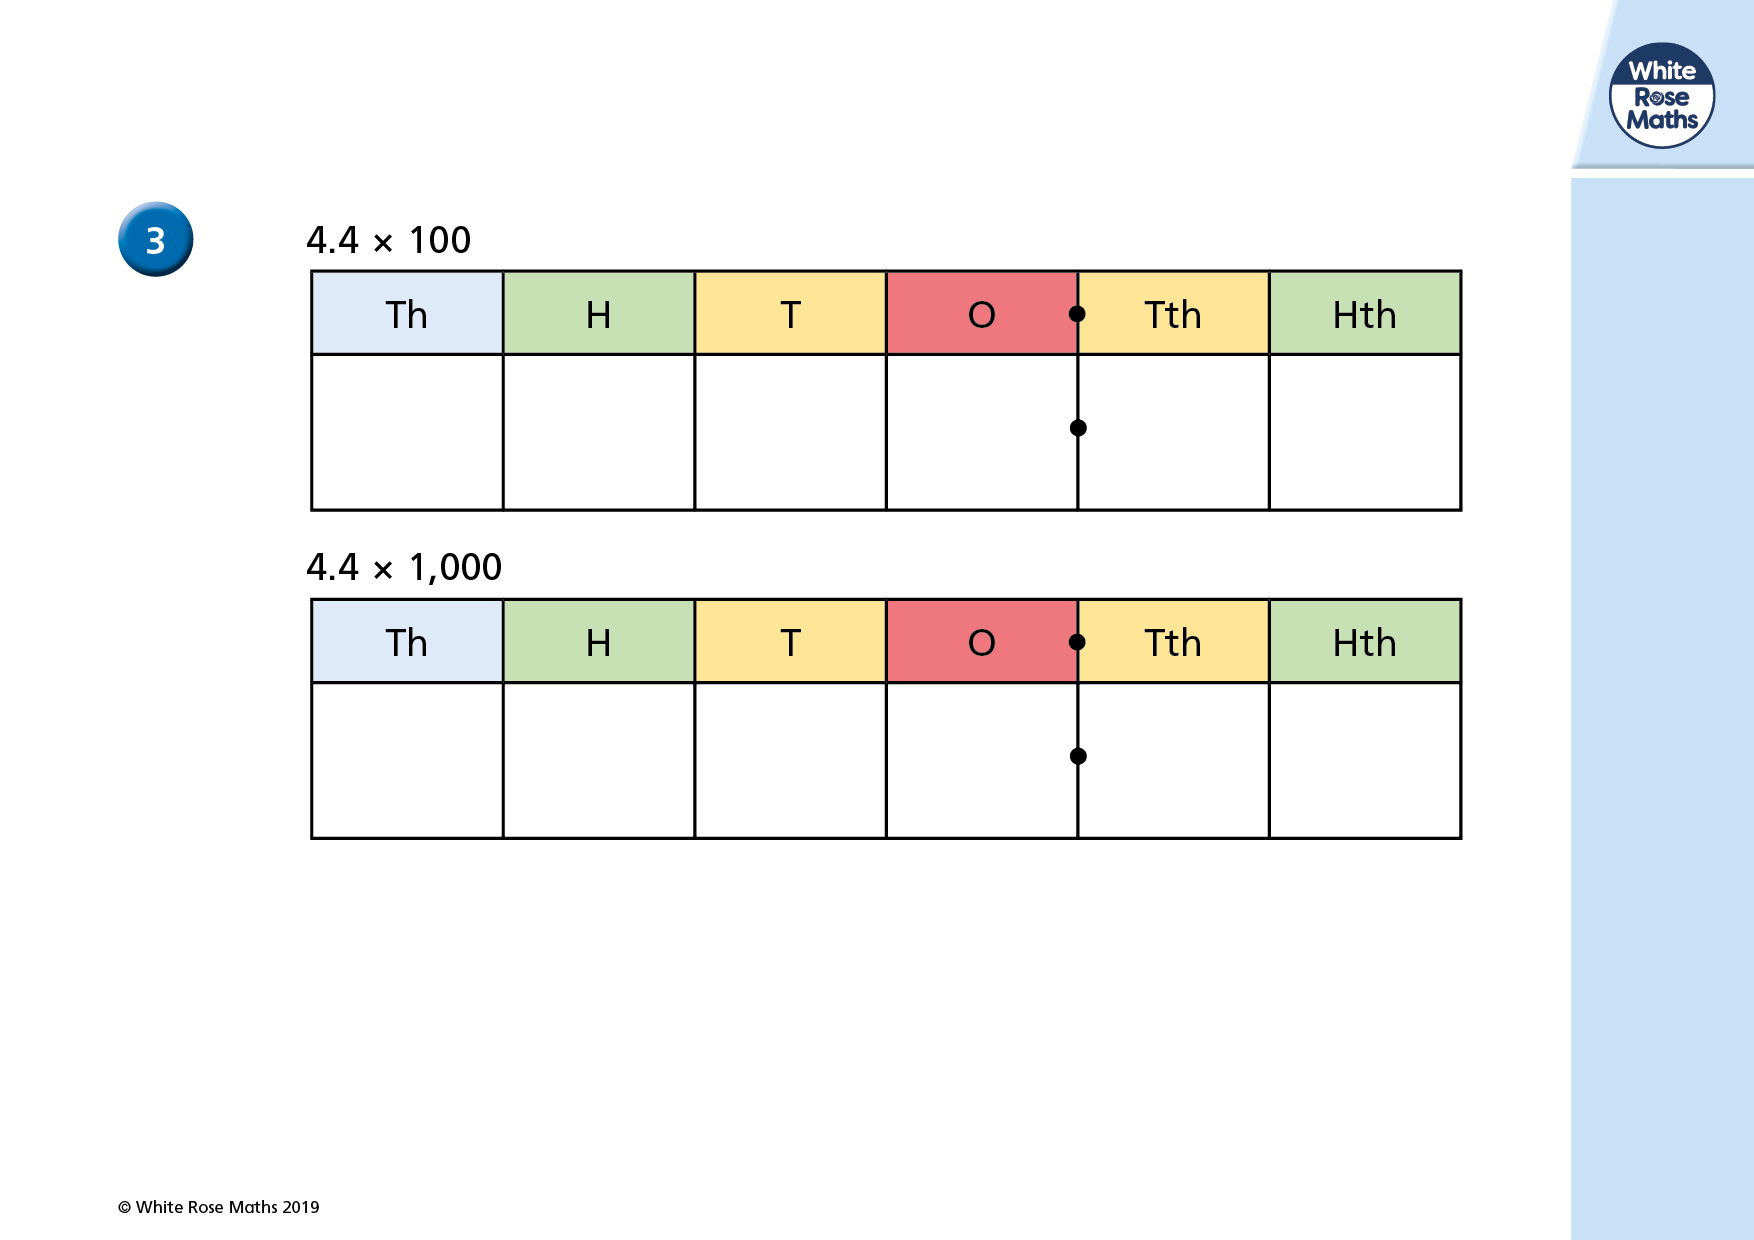 White
Rose
Maths
3
4.4 × 100
Th H T O Tth Hth
4.4 × 1,000
Th H T O Tth Hth
© White Rose Maths 2019